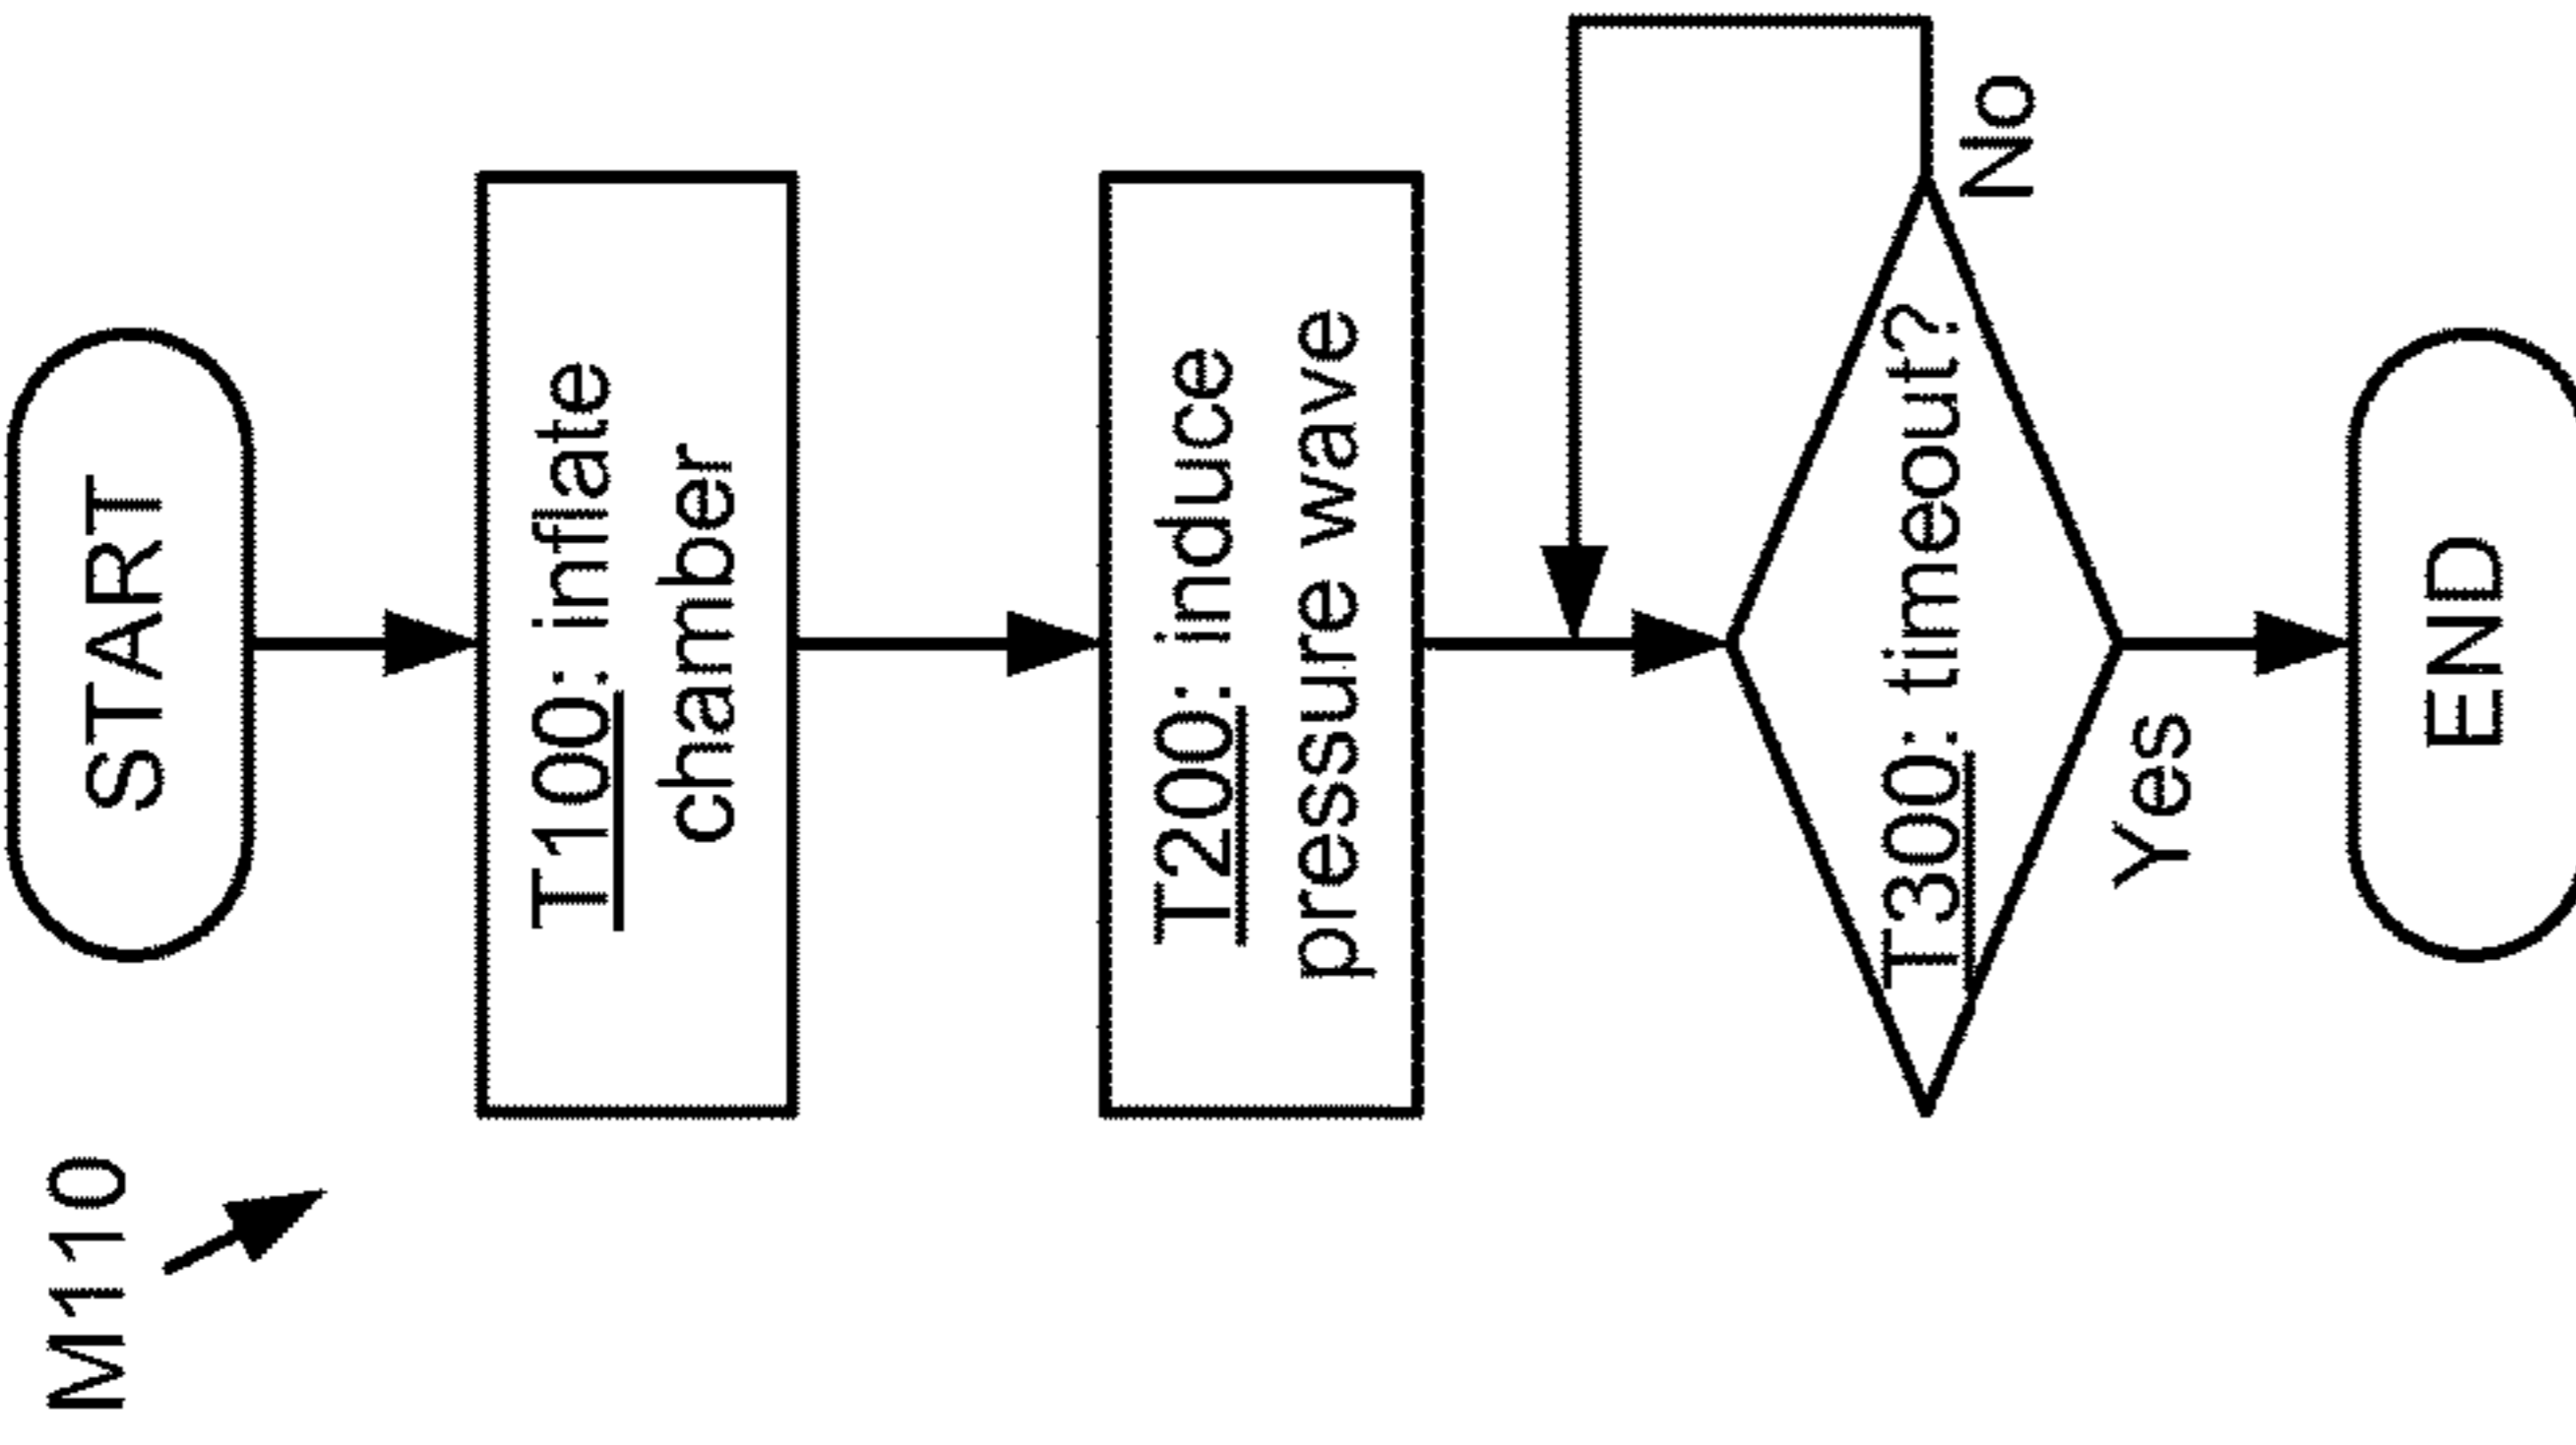 M110
START
T100: inflate
chamber
T200: induce
pressure wave
T300: timeout?
No
Yes
END